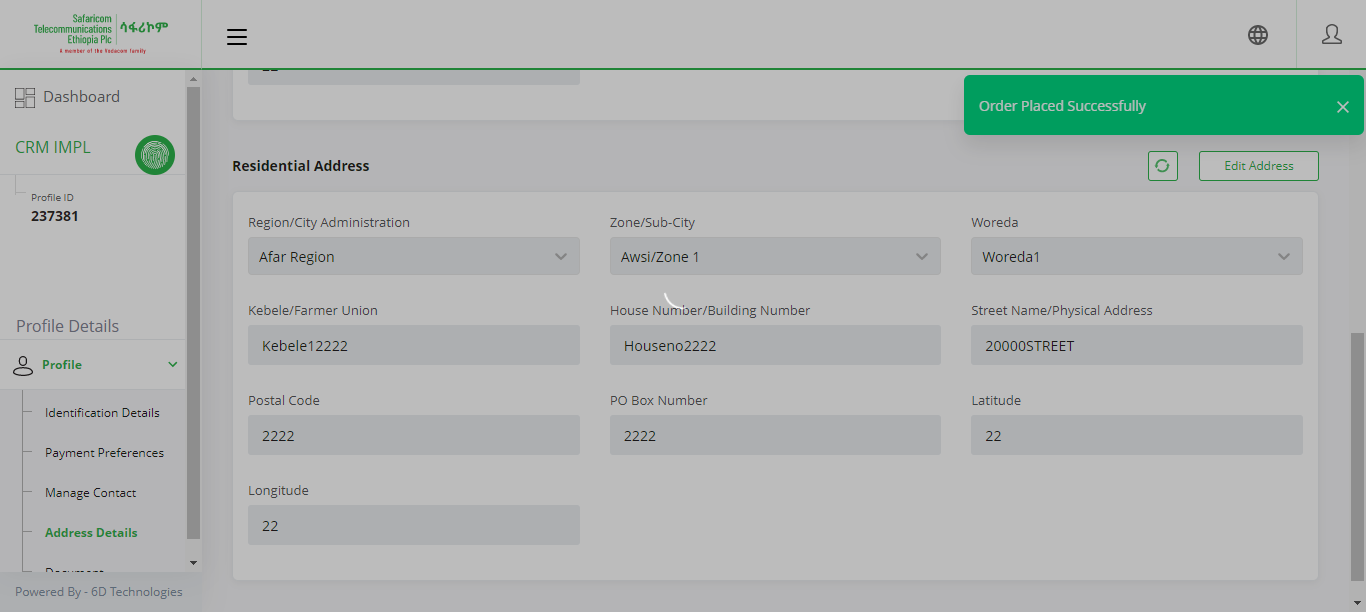 Safaricom
Telecommunications
Ethiopia Plc
ሳፋሪኮም
A member of the Vodacom family
Order Placed Successfully
Dashboard
CRM IMPL
Profile ID
237381
Profile Details
Profile
Identification Details
Payment Preferences
Manage Contact
Address Details
Powered By - 6D Technologies
Residential Address
Edit Address
Region/City Administration
Zone/Sub-City
Woreda
Afar Region
Awsi/Zone 1
Woreda1
Kebele/Farmer Union
House Number/Building Number
Street Name/Physical Address
Kebele12222
Houseno2222
20000STREET
Postal Code
PO Box Number
Latitude
2222
2222
22
Longitude
22